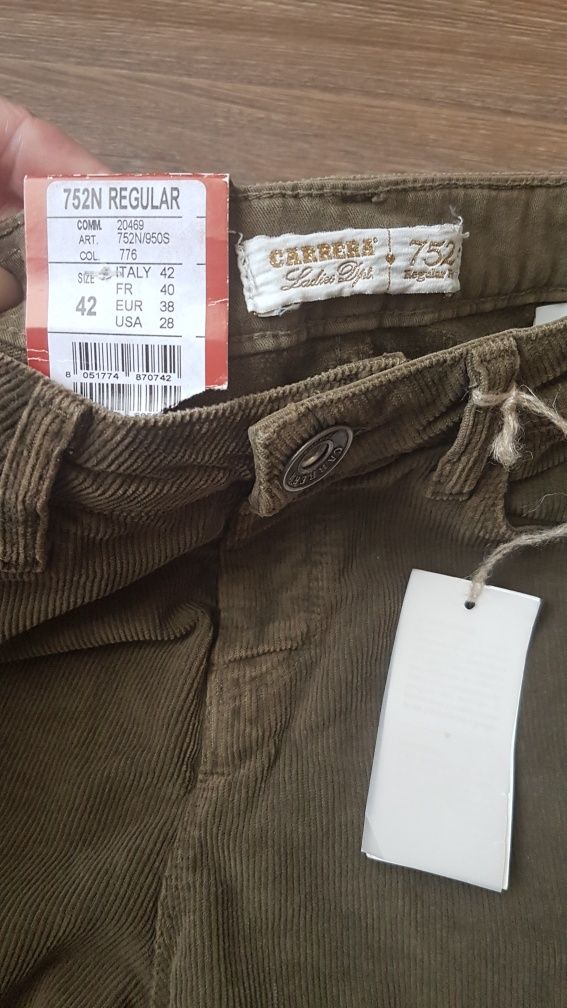 752N REGULAR
COMM. 20469
ART. 752N/950S
COL. 776
SIZE
42
ITALY 42
FR 40
EUR 38
USA 28
8 051774 870742
CARRERA
Ladies Dpt.
752
Regular
CARRERA